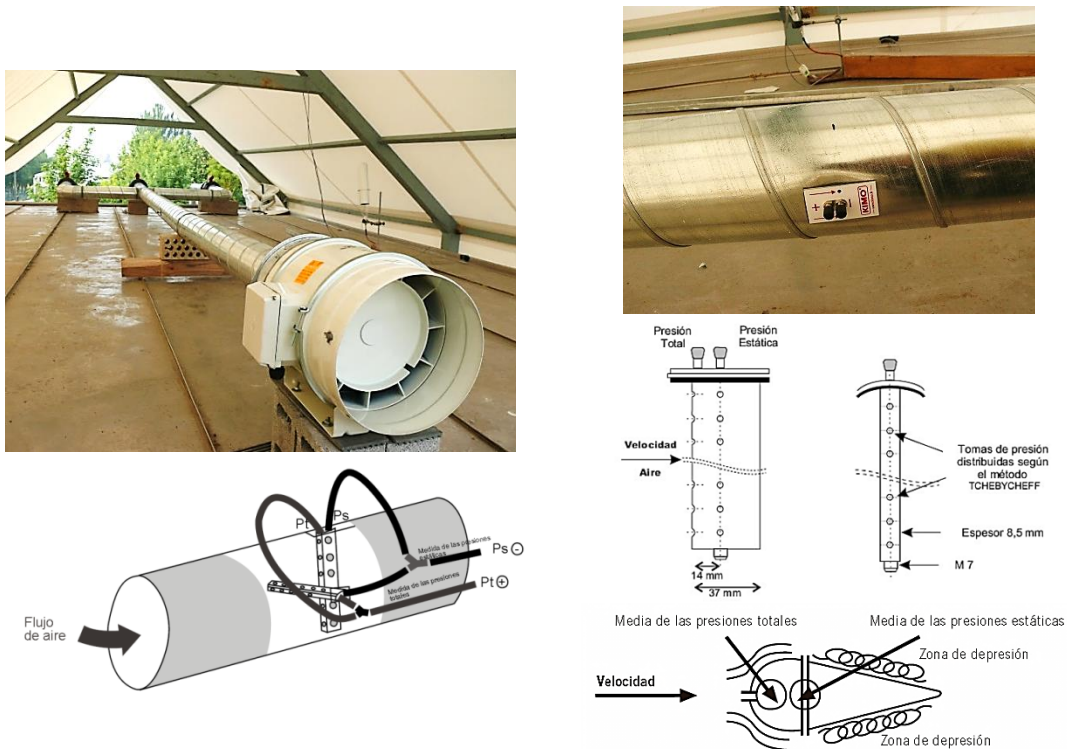 KIMO
+
Presión
Total
Presión
Estática
Velocidad
Aire
14 mm
37 mm
Tomas de presión
distribuidas según
el método
TCHEBYCHEFF
Espesor 8,5 mm
M 7
Pt
Ps
Medida de las presiones
estáticas
Ps -
Medida de las presiones
totales
Pt +
Flujo
de aire
Media de las presiones totales
Media de las presiones estáticas
Zona de depresión
Velocidad
Zona de depresión